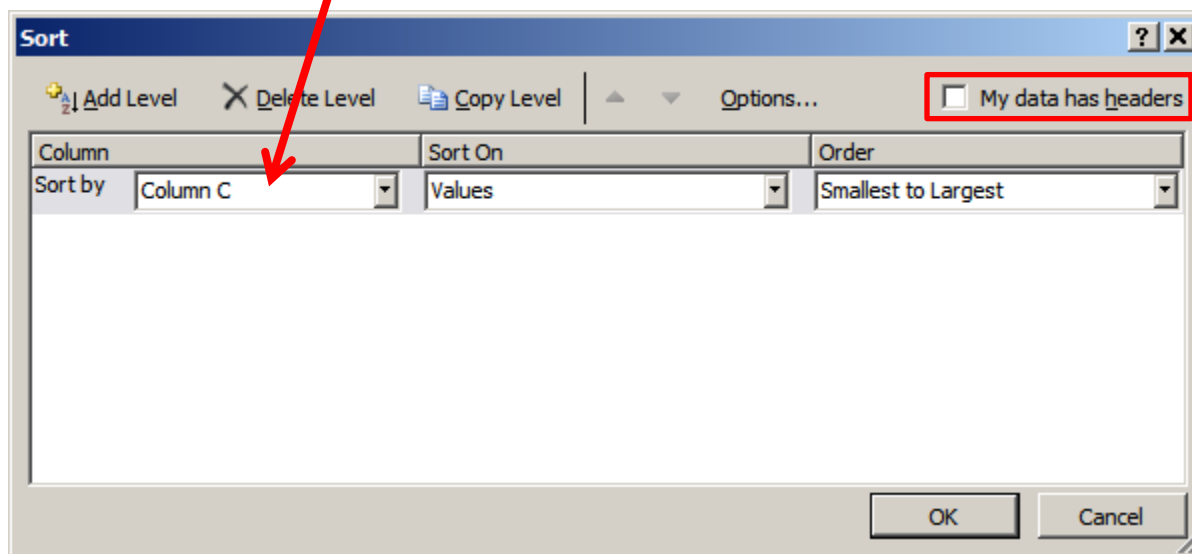 Sort
Add Level Delete Level Copy Level Options... My data has headers
Column Sort On Order
Sort by Column C Values Smallest to Largest
OK Cancel